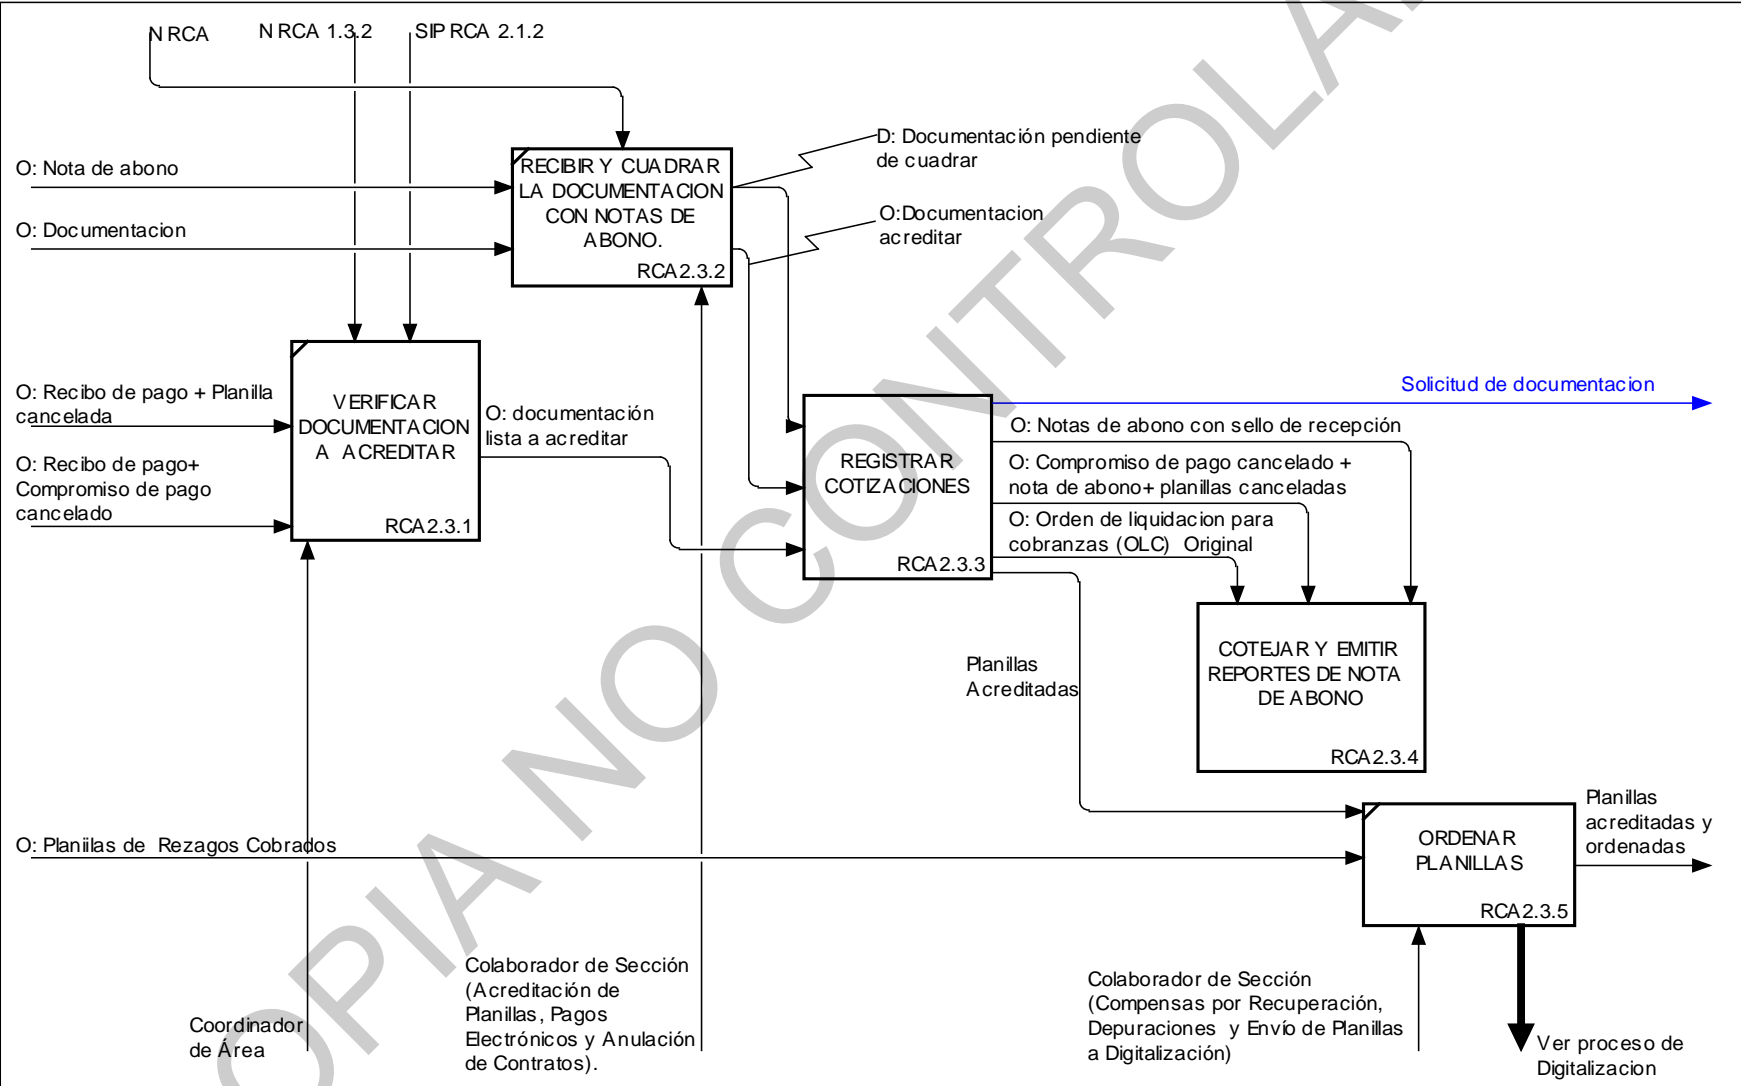 N RCA
N RCA 1.3.2
SIP RCA 2.1.2
O: Nota de abono
O: Documentacion
RECIBIR Y CUADRAR
LA DOCUMENTACION
CON NOTAS DE
ABONO.
RCA2.3.2
D: Documentación pendiente
de cuadrar
O:Documentacion
acreditar
O: Recibo de pago + Planilla
cancelada
O: Recibo de pago+
Compromiso de pago
cancelado
VERIFICAR
DOCUMENTACION
A ACREDITAR
RCA2.3.1
O: documentación
lista a acreditar
REGISTRAR
COTIZACIONES
RCA2.3.3
Solicitud de documentacion
O: Notas de abono con sello de recepción
O: Compromiso de pago cancelado +
nota de abono+ planillas canceladas
O: Orden de liquidacion para
cobranzas (OLC) Original
COTEJAR Y EMITIR
REPORTES DE NOTA
DE ABONO
RCA2.3.4
Planillas
Acreditadas
O: Planiilas de Rezagos Cobrados
ORDENAR
PLANILLAS
RCA2.3.5
Planillas
acreditadas y
ordenadas
Coordinador
de Área
Colaborador de Sección
(Acreditación de
Planillas, Pagos
Electrónicos y Anulación
de Contratos).
Colaborador de Sección
(Compensas por Recuperación,
Depuraciones y Envío de Planillas
a Digitalización)
Ver proceso de
Digitalizacion
OPIA NO CONTROLA